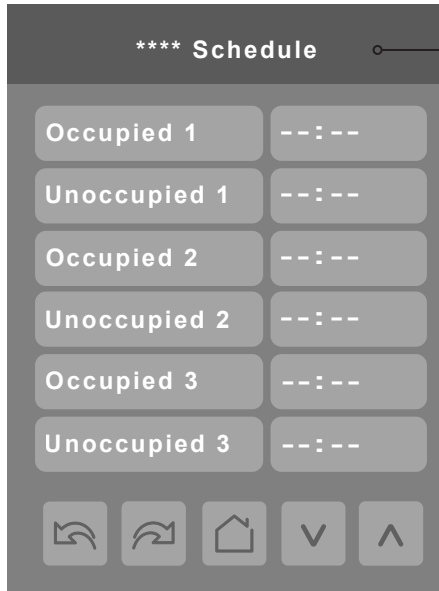 **** Schedule
Occupied 1 --:--
Unoccupied 1 --:--
Occupied 2 --:--
Unoccupied 2 --:--
Occupied 3 --:--
Unoccupied 3 --:--